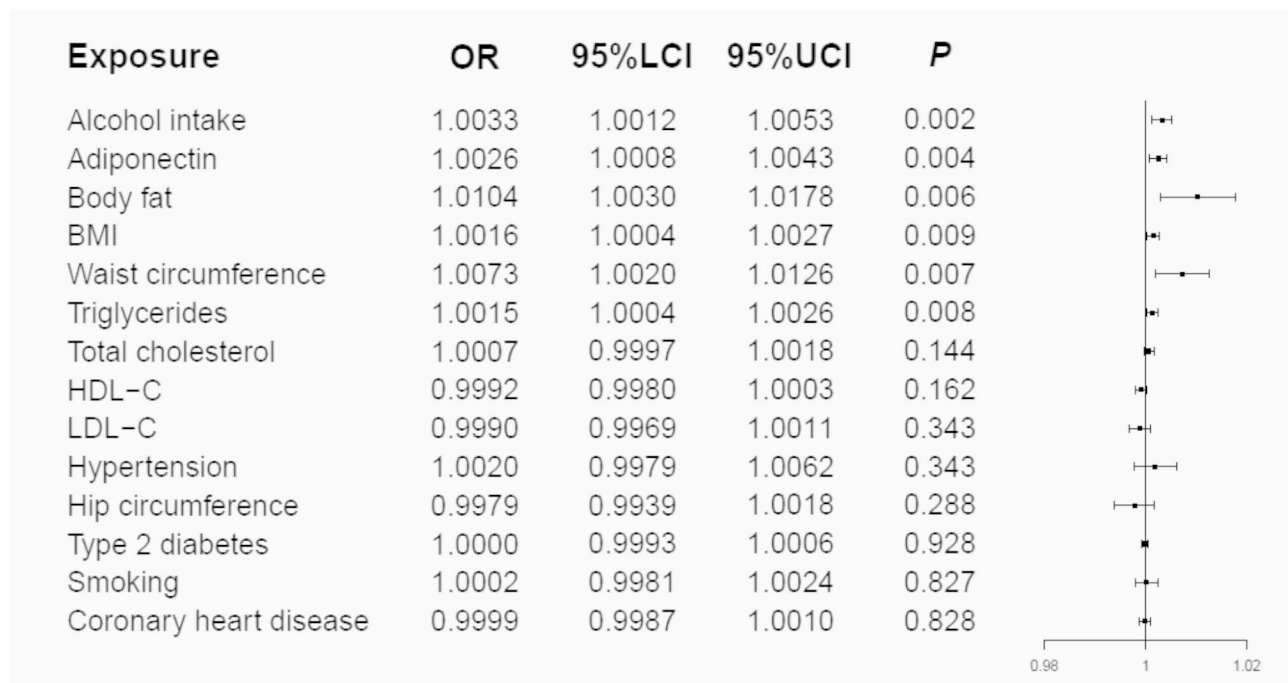 Exposure OR 95%LCI 95%UCI P
Alcohol intake 1.0033 1.0012 1.0053 0.002
Adiponectin 1.0026 1.0008 1.0043 0.004
Body fat 1.0104 1.0030 1.0178 0.006
BMI 1.0016 1.0004 1.0027 0.009
Waist circumference 1.0073 1.0020 1.0126 0.007
Triglycerides 1.0015 1.0004 1.0026 0.008
Total cholesterol 1.0007 0.9997 1.0018 0.144
HDL−C 0.9992 0.9980 1.0003 0.162
LDL−C 0.9990 0.9969 1.0011 0.343
Hypertension 1.0020 0.9979 1.0062 0.343
Hip circumference 0.9979 0.9939 1.0018 0.288
Type 2 diabetes 1.0000 0.9993 1.0006 0.928
Smoking 1.0002 0.9981 1.0024 0.827
Coronary heart disease 0.9999 0.9987 1.0010 0.828
0.98 1 1.02